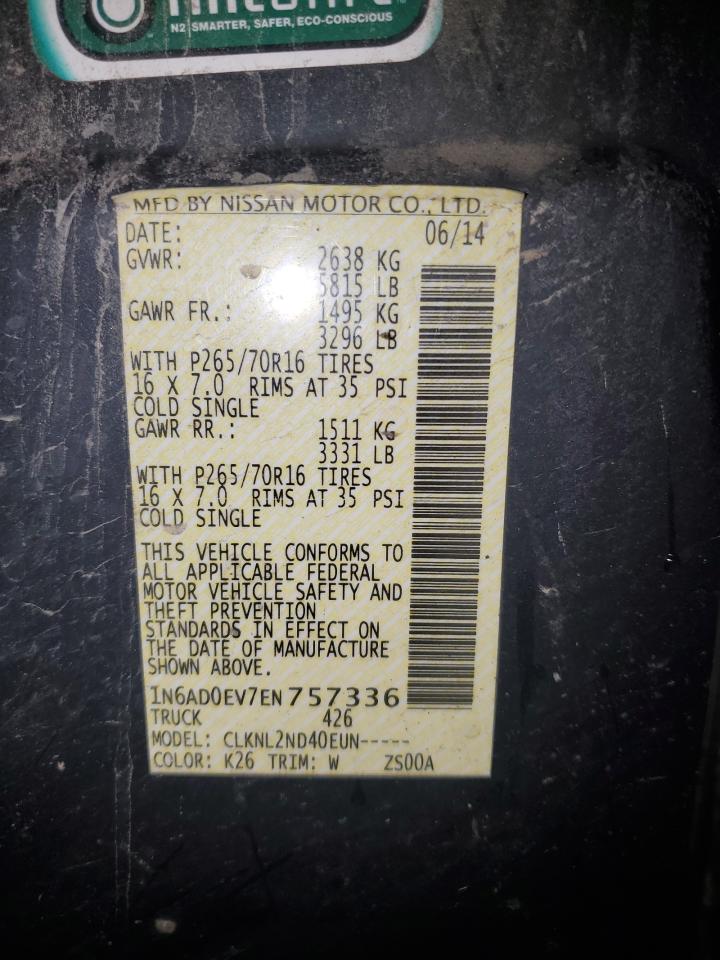 N2 SMARTER, SAFER, ECO-CONSCIOUS
MFD BY NISSAN MOTOR CO., LTD.
DATE: 06/14
GVWR: 2638 KG
5815 LB
GAWR FR.: 1495 KG
3296 LB
WITH P265/70R16 TIRES
16 X 7.0 RIMS AT 35 PSI
COLD SINGLE
GAWR RR.: 1511 KG
3331 LB
WITH P265/70R16 TIRES
16 X 7.0 RIMS AT 35 PSI
COLD SINGLE
THIS VEHICLE CONFORMS TO
ALL APPLICABLE FEDERAL
MOTOR VEHICLE SAFETY AND
THEFT PREVENTION
STANDARDS IN EFFECT ON
THE DATE OF MANUFACTURE
SHOWN ABOVE.
1N6AD0EV7EN757336
TRUCK 426
MODEL: CLKNL2ND40EUN-----
COLOR: K26 TRIM: W ZS00A